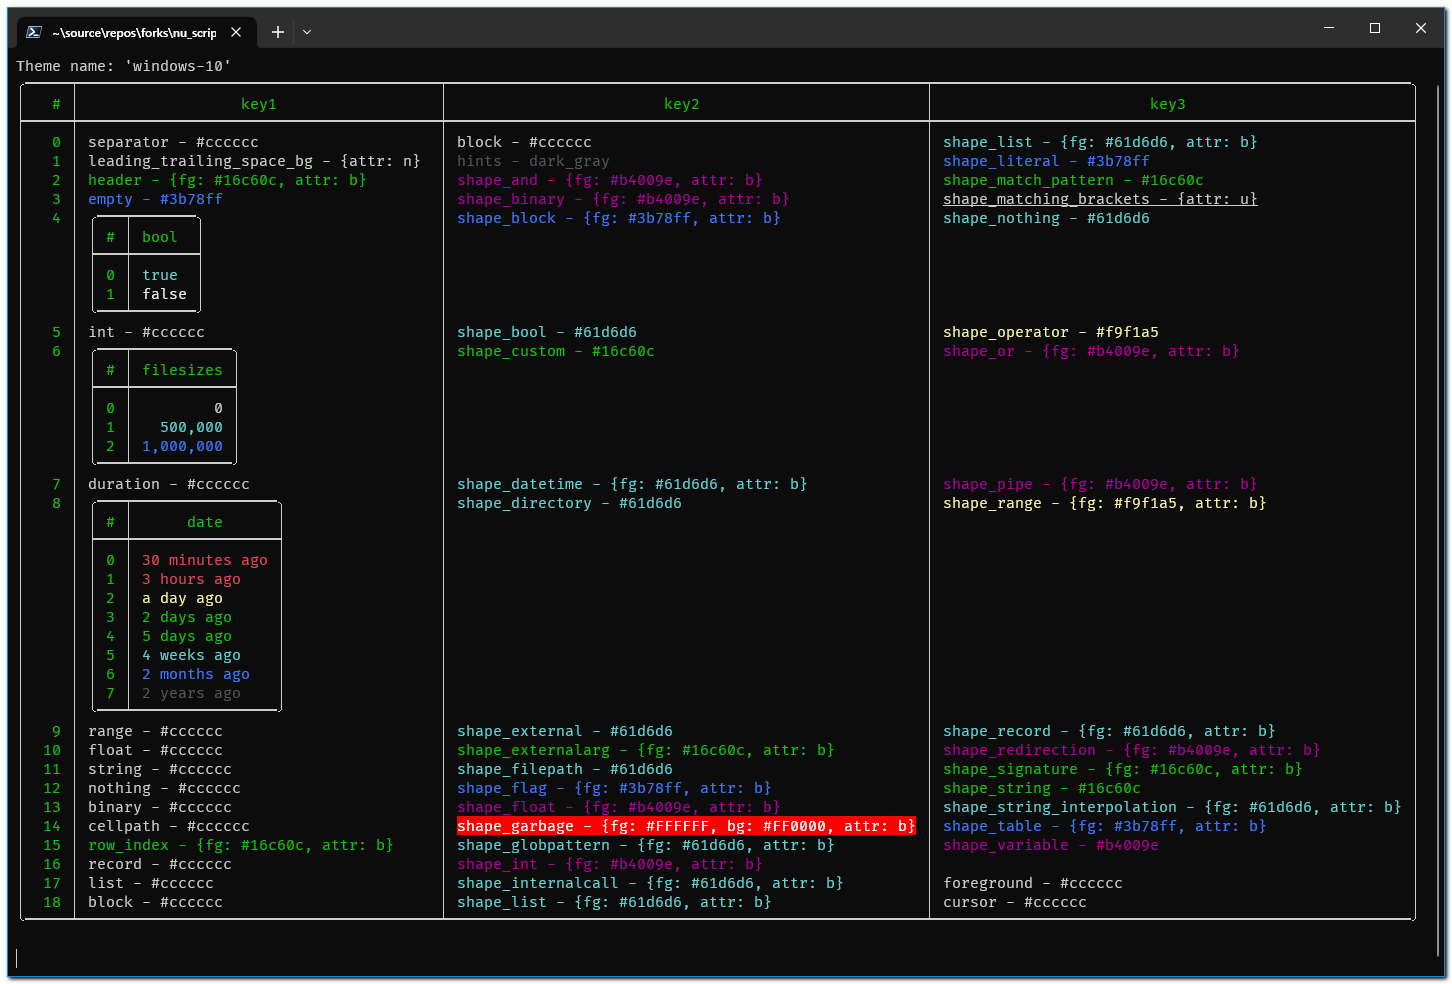 ~\source\repos\forks\nu_scrip
Theme name: 'windows-10'
# key1 key2 key3
0 separator - #cccccc block - #cccccc shape_list - {fg: #61d6d6, attr: b}
1 leading_trailing_space_bg - {attr: n} hints - dark_gray shape_literal - #3b78ff
2 header - {fg: #16c60c, attr: b} shape_and - {fg: #b4009e, attr: b} shape_match_pattern - #16c60c
3 empty - #3b78ff shape_binary - {fg: #b4009e, attr: b} shape_matching_brackets - {attr: u}
4 shape_block - {fg: #3b78ff, attr: b} shape_nothing - #61d6d6
# bool
0 true
1 false
5 int - #cccccc shape_bool - #61d6d6 shape_operator - #f9f1a5
6 shape_custom - #16c60c shape_or - {fg: #b4009e, attr: b}
# filesizes
0 0
1 500,000
2 1,000,000
7 duration - #cccccc shape_datetime - {fg: #61d6d6, attr: b} shape_pipe - {fg: #b4009e, attr: b}
8 shape_directory - #61d6d6 shape_range - {fg: #f9f1a5, attr: b}
# date
0 30 minutes ago
1 3 hours ago
2 a day ago
3 2 days ago
4 5 days ago
5 4 weeks ago
6 2 months ago
7 2 years ago
9 range - #cccccc shape_external - #61d6d6 shape_record - {fg: #61d6d6, attr: b}
10 float - #cccccc shape_externalarg - {fg: #16c60c, attr: b} shape_redirection - {fg: #b4009e, attr: b}
11 string - #cccccc shape_filepath - #61d6d6 shape_signature - {fg: #16c60c, attr: b}
12 nothing - #cccccc shape_flag - {fg: #3b78ff, attr: b} shape_string - #16c60c
13 binary - #cccccc shape_float - {fg: #b4009e, attr: b} shape_string_interpolation - {fg: #61d6d6, attr: b}
14 cellpath - #cccccc shape_garbage - {fg: #FFFFFF, bg: #FF0000, attr: b} shape_table - {fg: #3b78ff, attr: b}
15 row_index - {fg: #16c60c, attr: b} shape_globpattern - {fg: #61d6d6, attr: b} shape_variable - #b4009e
16 record - #cccccc shape_int - {fg: #b4009e, attr: b}
17 list - #cccccc shape_internalcall - {fg: #61d6d6, attr: b} foreground - #cccccc
18 block - #cccccc shape_list - {fg: #61d6d6, attr: b} cursor - #cccccc